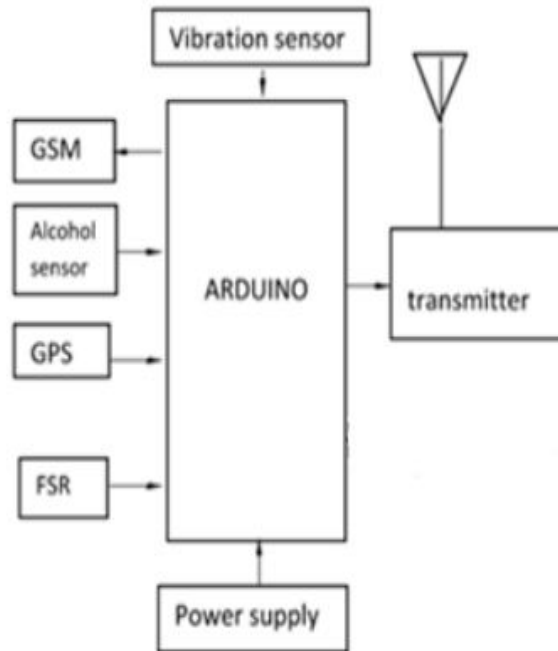 Vibration sensor
GSM
Alcohol
sensor
GPS
FSR
ARDUINO
transmitter
Power supply